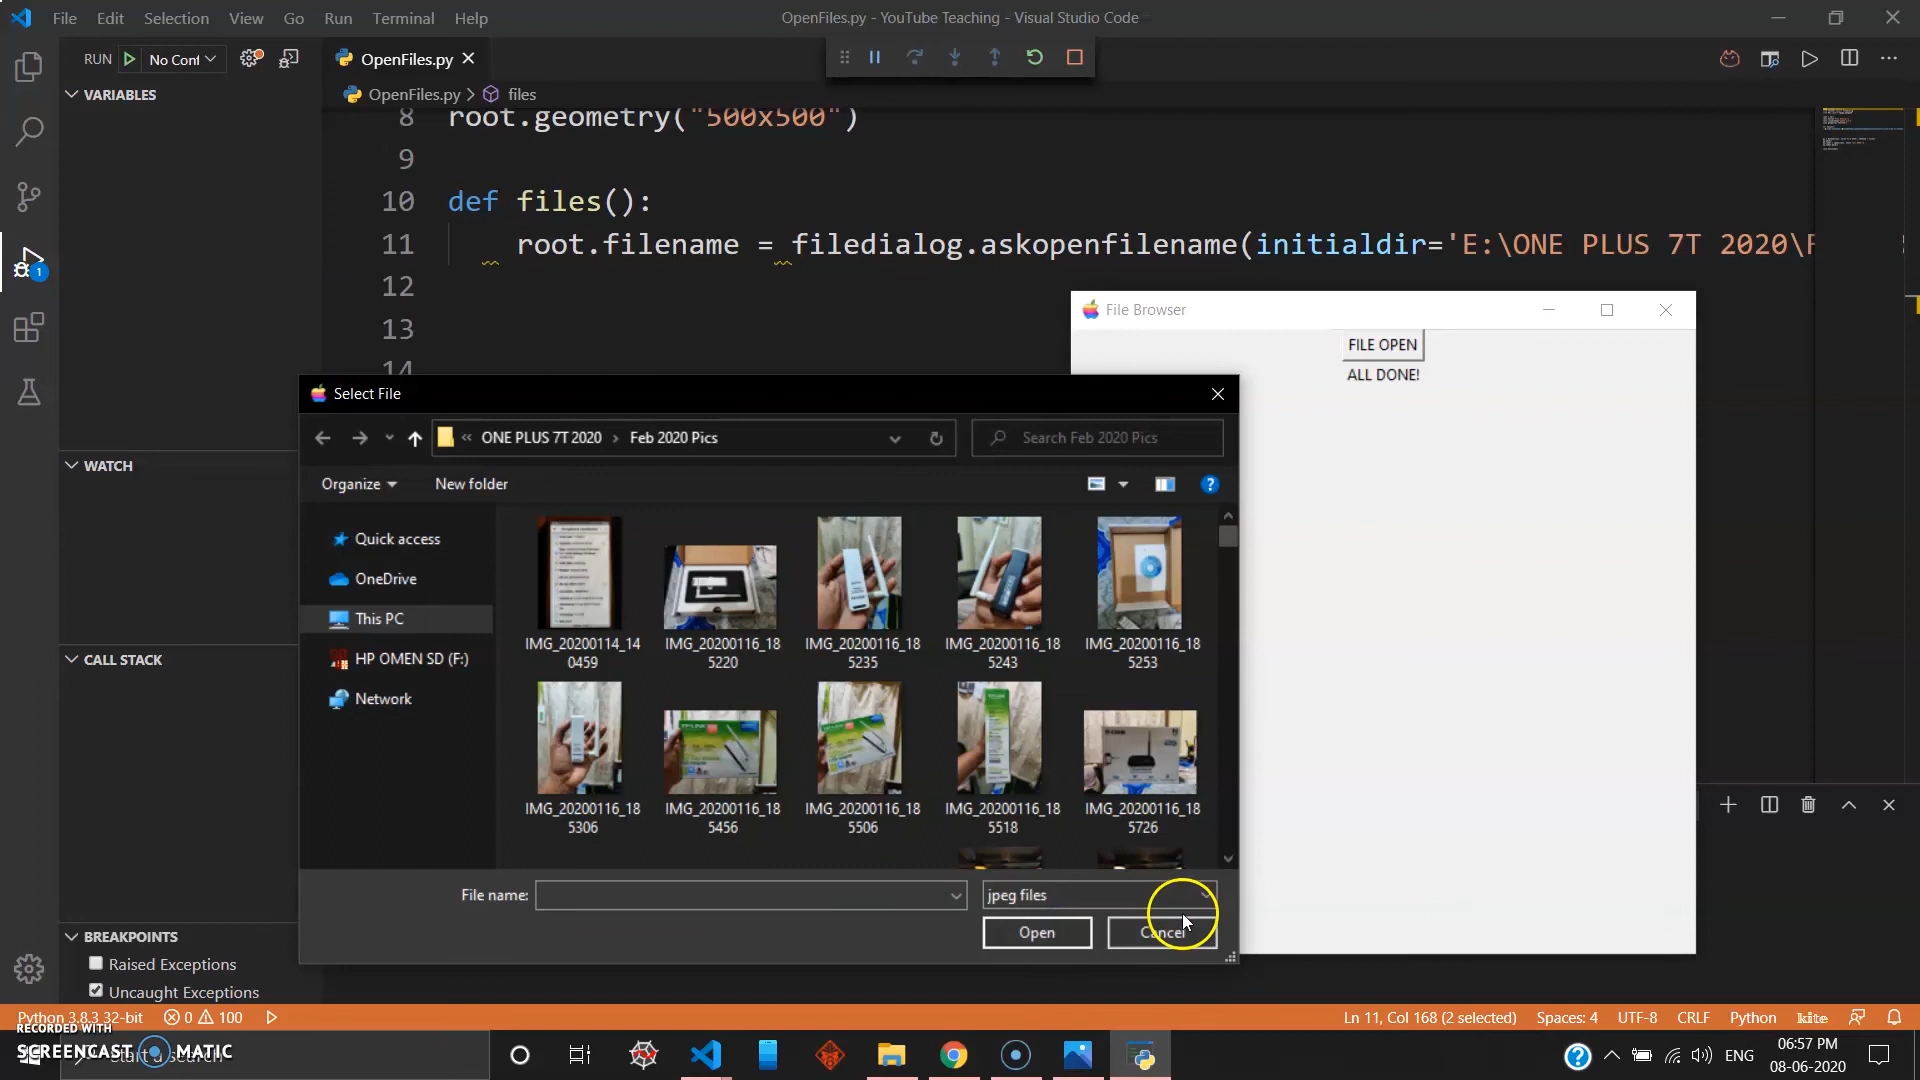 File Edit Selection View Go Run Terminal Help
OpenFiles.py - YouTube Teaching - Visual Studio Code
RUN No Conf
OpenFiles.py
VARIABLES
OpenFiles.py > files
8 root.geometry("500x500")
9
10 def files():
11 root.filename = filedialog.askopenfilename(initialdir='E:\ONE PLUS 7T 2020\F
12
13
14
1
File Browser
FILE OPEN
ALL DONE!
Select File
« ONE PLUS 7T 2020 > Feb 2020 Pics
Search Feb 2020 Pics
Organize
New folder
Quick access
OneDrive
This PC
HP OMEN SD (F:)
Network
IMG_20200114_14
0459
IMG_20200116_18
5220
IMG_20200116_18
5235
IMG_20200116_18
5243
IMG_20200116_18
5253
IMG_20200116_18
5306
IMG_20200116_18
5456
IMG_20200116_18
5506
IMG_20200116_18
5518
IMG_20200116_18
5726
File name:
jpeg files
Open
Cancel
WATCH
CALL STACK
BREAKPOINTS
Raised Exceptions
Uncaught Exceptions
Python 3.8.3 32-bit 0 100
Ln 11, Col 168 (2 selected) Spaces: 4 UTF-8 CRLF Python kite
RECORDED WITH
SCREENCAST MATIC
ENG
06:57 PM
08-06-2020